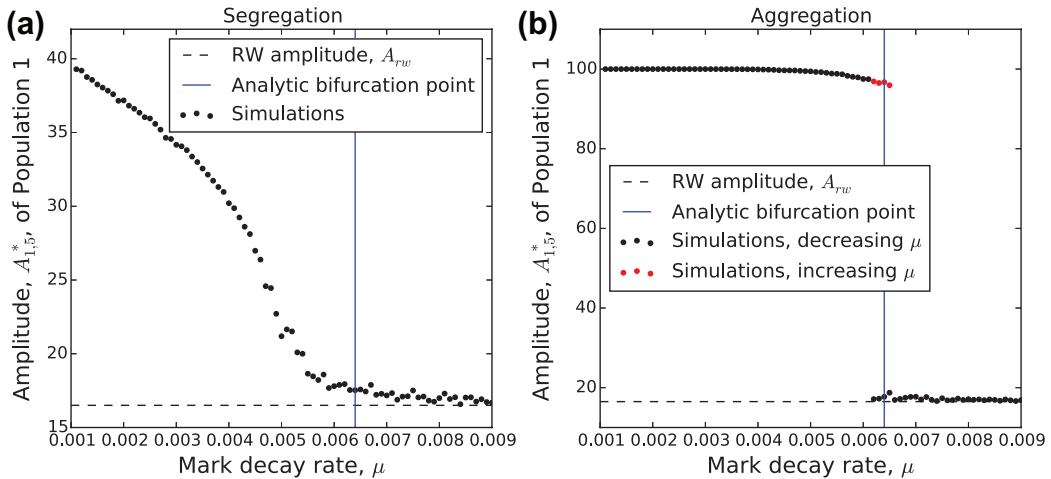 (a)
Segregation
RW amplitude, A_rw
Analytic bifurcation point
Simulations
Amplitude, A*_1,5, of Population 1
40
35
30
25
20
15
0.001 0.002 0.003 0.004 0.005 0.006 0.007 0.008 0.009
Mark decay rate, μ
(b)
Aggregation
RW amplitude, A_rw
Analytic bifurcation point
Simulations, decreasing μ
Simulations, increasing μ
Amplitude, A*_1,5, of Population 1
100
80
60
40
20
0.001 0.002 0.003 0.004 0.005 0.006 0.007 0.008 0.009
Mark decay rate, μ